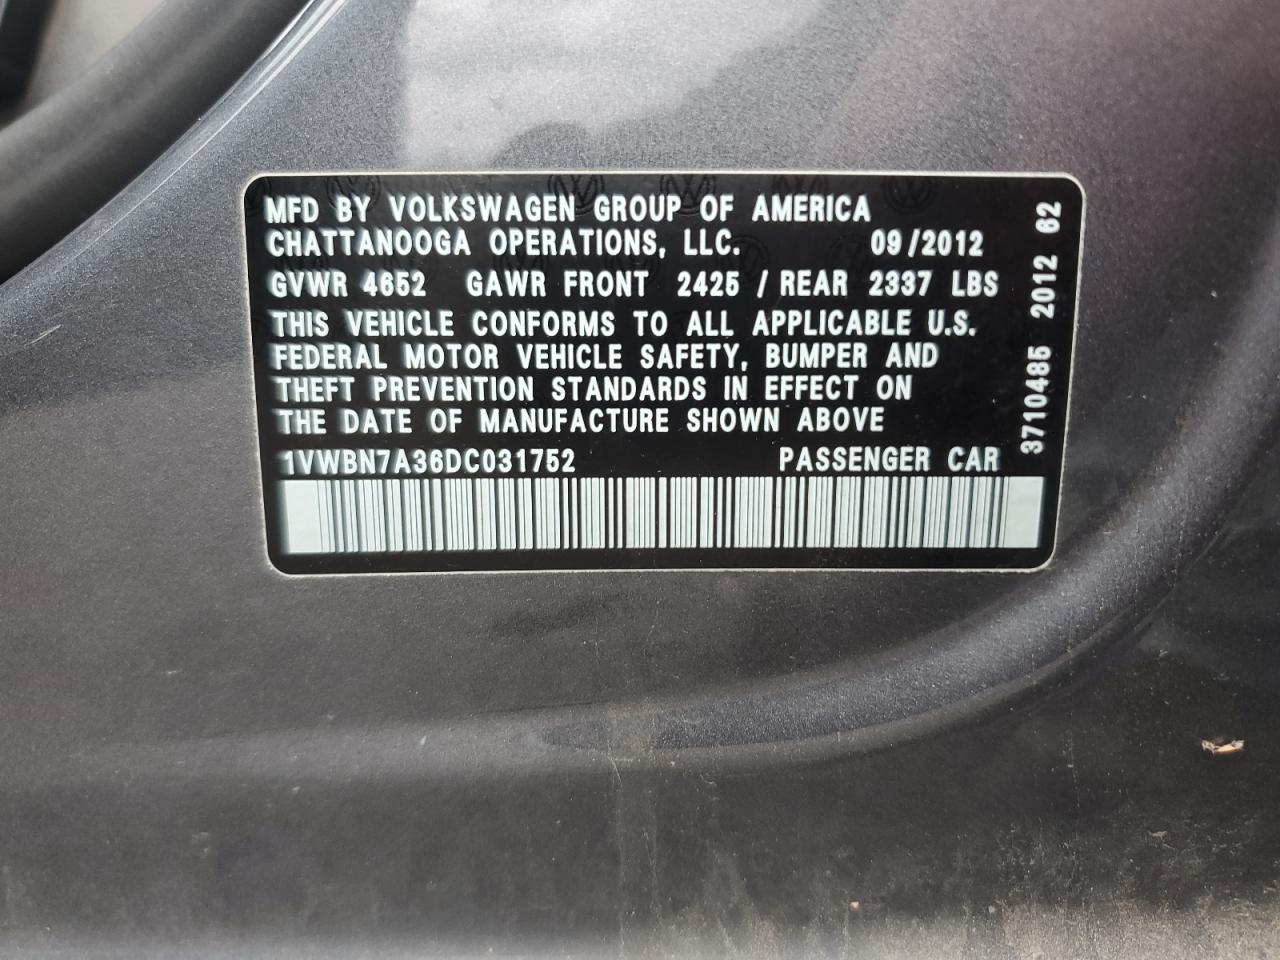 MFD BY VOLKSWAGEN GROUP OF AMERICA
CHATTANOOGA OPERATIONS, LLC. 09/2012
GVWR 4652 GAWR FRONT 2425 / REAR 2337 LBS
THIS VEHICLE CONFORMS TO ALL APPLICABLE U.S.
FEDERAL MOTOR VEHICLE SAFETY, BUMPER AND
THEFT PREVENTION STANDARDS IN EFFECT ON
THE DATE OF MANUFACTURE SHOWN ABOVE
1VWBN7A36DC031752 PASSENGER CAR
3710485 2012 62